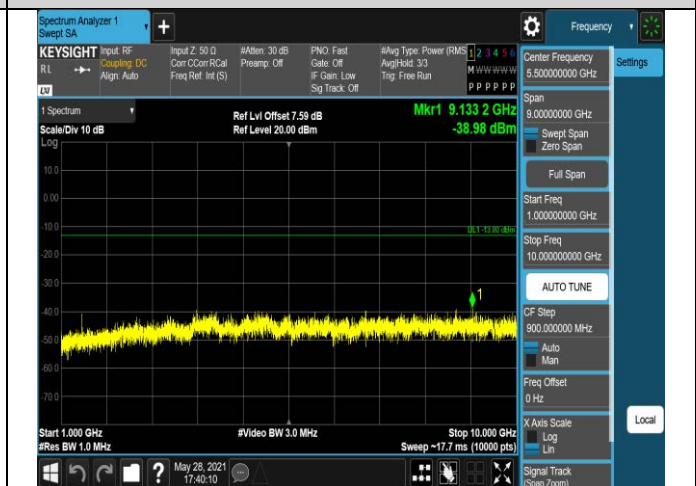 Spectrum Analyzer 1
Swept SA
Frequency
KEYSIGHT
RL
LXI
Input: RF
Coupling: DC
Align: Auto
Input Z: 50 Ω
Corr CCorr RCal
Freq Ref: Int (S)
#Atten: 30 dB
Preamp: Off
PNO: Fast
Gate: Off
IF Gain: Low
Sig Track: Off
#Avg Type: Power (RMS
Avg|Hold: 3/3
Trig: Free Run
1 2 3 4 5 6
M W W W W W
P P P P P P
1 Spectrum
Scale/Div 10 dB
Log
Ref Lvl Offset 7.59 dB
Ref Level 20.00 dBm
Mkr1 9.133 2 GHz
-38.98 dBm
10.0
0.00
-10.0
DL1 -13.00 dBm
-20.0
-30.0
1
-40.0
-50.0
-60.0
-70.0
Start 1.000 GHz
#Res BW 1.0 MHz
#Video BW 3.0 MHz
Stop 10.000 GHz
Sweep ~17.7 ms (10000 pts)
May 28, 2021
17:40:10
Center Frequency
5.500000000 GHz
Span
9.00000000 GHz
Swept Span
Zero Span
Full Span
Start Freq
1.000000000 GHz
Stop Freq
10.000000000 GHz
AUTO TUNE
CF Step
900.000000 MHz
Auto
Man
Freq Offset
0 Hz
X Axis Scale
Log
Lin
Signal Track
(Span Zoom)
Settings
Local